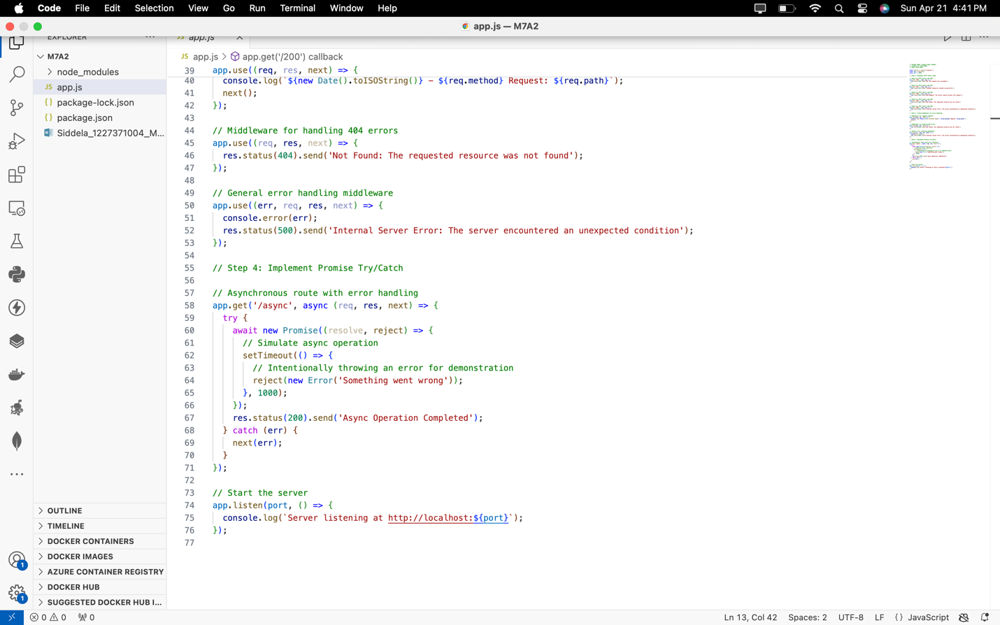 Code File Edit Selection View Go Run Terminal Window Help Sun Apr 21 4:41 PM
app.js — M7A2
EXPLORER
JS app.js
M7A2
node_modules
JS app.js
{} package-lock.json
{} package.json
Siddela_1227371004_M...
OUTLINE
TIMELINE
DOCKER CONTAINERS
DOCKER IMAGES
AZURE CONTAINER REGISTRY
DOCKER HUB
SUGGESTED DOCKER HUB I...
1
1
JS app.js > app.get('/200') callback
39 app.use((req, res, next) => {
40 console.log(`${new Date().toISOString()} - ${req.method} Request: ${req.path}`);
41 next();
42 });
43
44 // Middleware for handling 404 errors
45 app.use((req, res, next) => {
46 res.status(404).send('Not Found: The requested resource was not found');
47 });
48
49 // General error handling middleware
50 app.use((err, req, res, next) => {
51 console.error(err);
52 res.status(500).send('Internal Server Error: The server encountered an unexpected condition');
53 });
54
55 // Step 4: Implement Promise Try/Catch
56
57 // Asynchronous route with error handling
58 app.get('/async', async (req, res, next) => {
59 try {
60 await new Promise((resolve, reject) => {
61 // Simulate async operation
62 setTimeout(() => {
63 // Intentionally throwing an error for demonstration
64 reject(new Error('Something went wrong'));
65 }, 1000);
66 });
67 res.status(200).send('Async Operation Completed');
68 } catch (err) {
69 next(err);
70 }
71 });
72
73 // Start the server
74 app.listen(port, () => {
75 console.log(`Server listening at http://localhost:${port}`);
76 });
77
0 0 0 Ln 13, Col 42 Spaces: 2 UTF-8 LF {} JavaScript